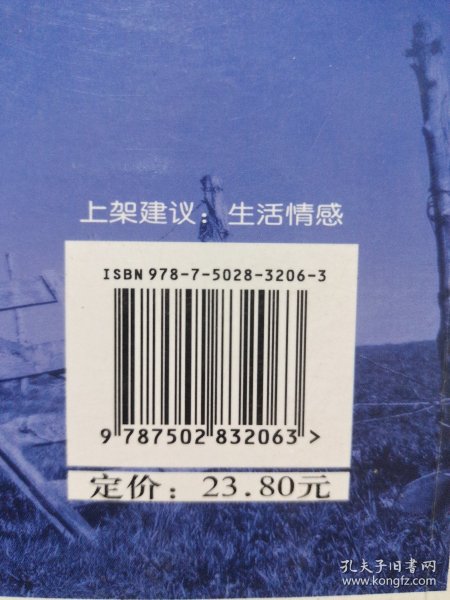 上架建议：生活情感
ISBN 978-7-5028-3206-3
9 787502 832063 >
定价：23.80元
孔夫子旧书网
www.kongfz.com